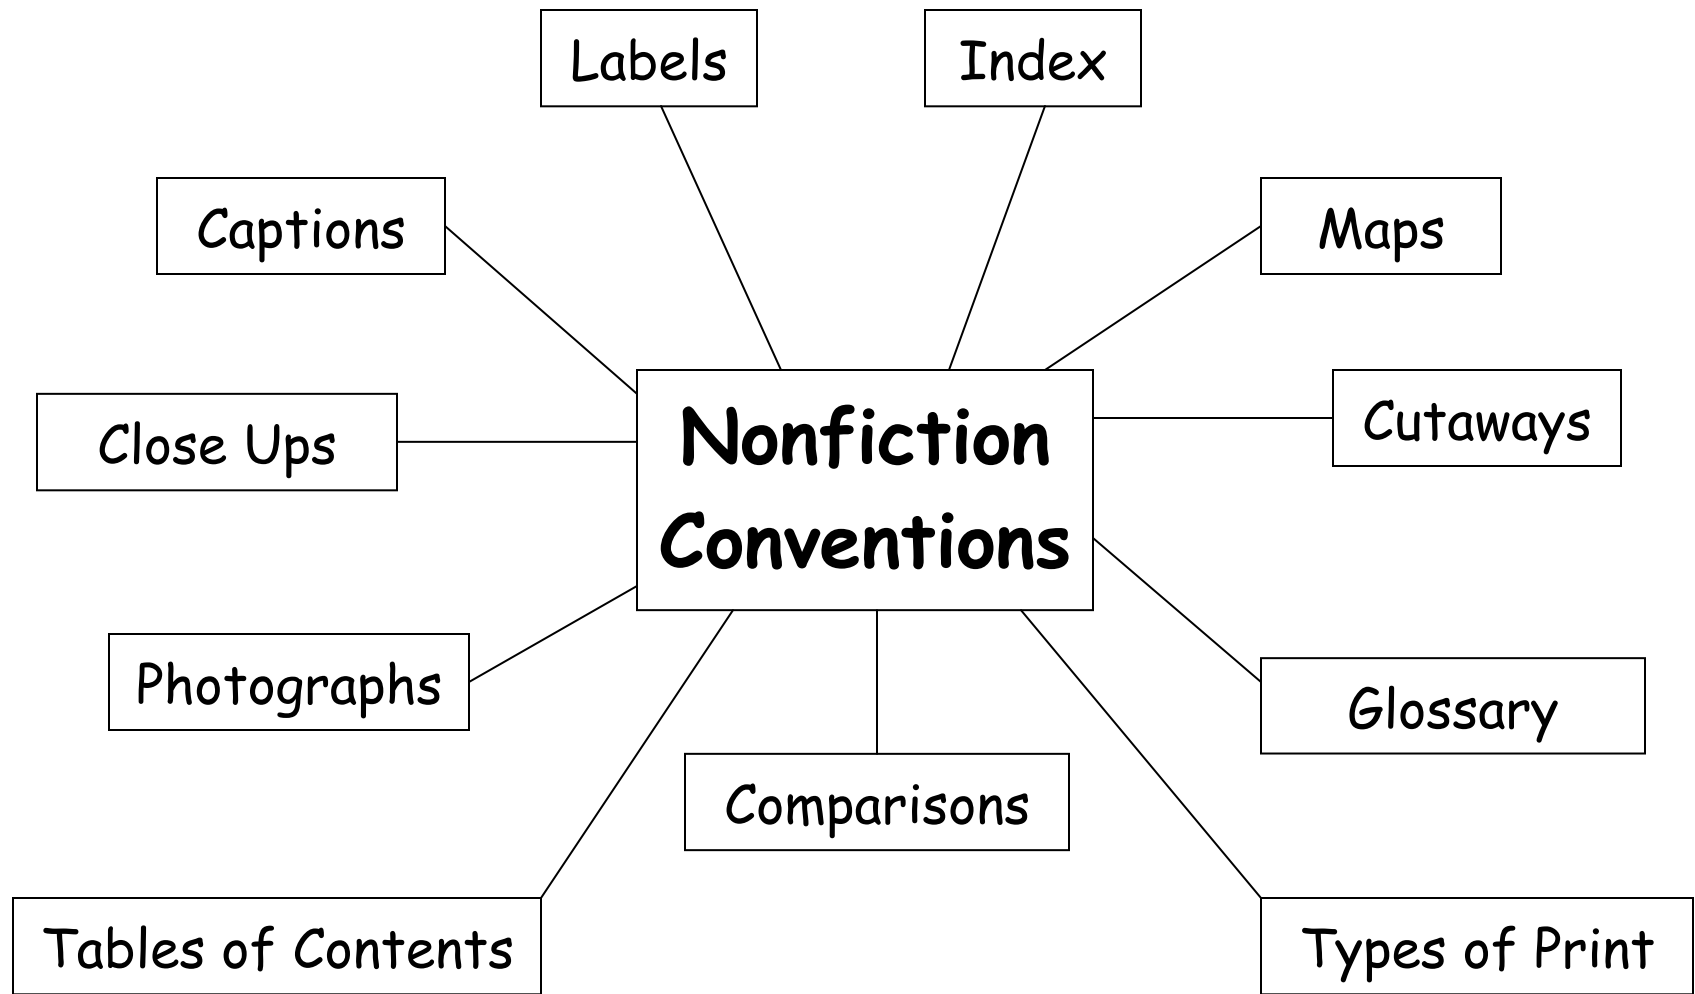 Labels
Index
Captions
Maps
Nonfiction
Conventions
Cutaways
Close Ups
Photographs
Glossary
Comparisons
Tables of Contents
Types of Print